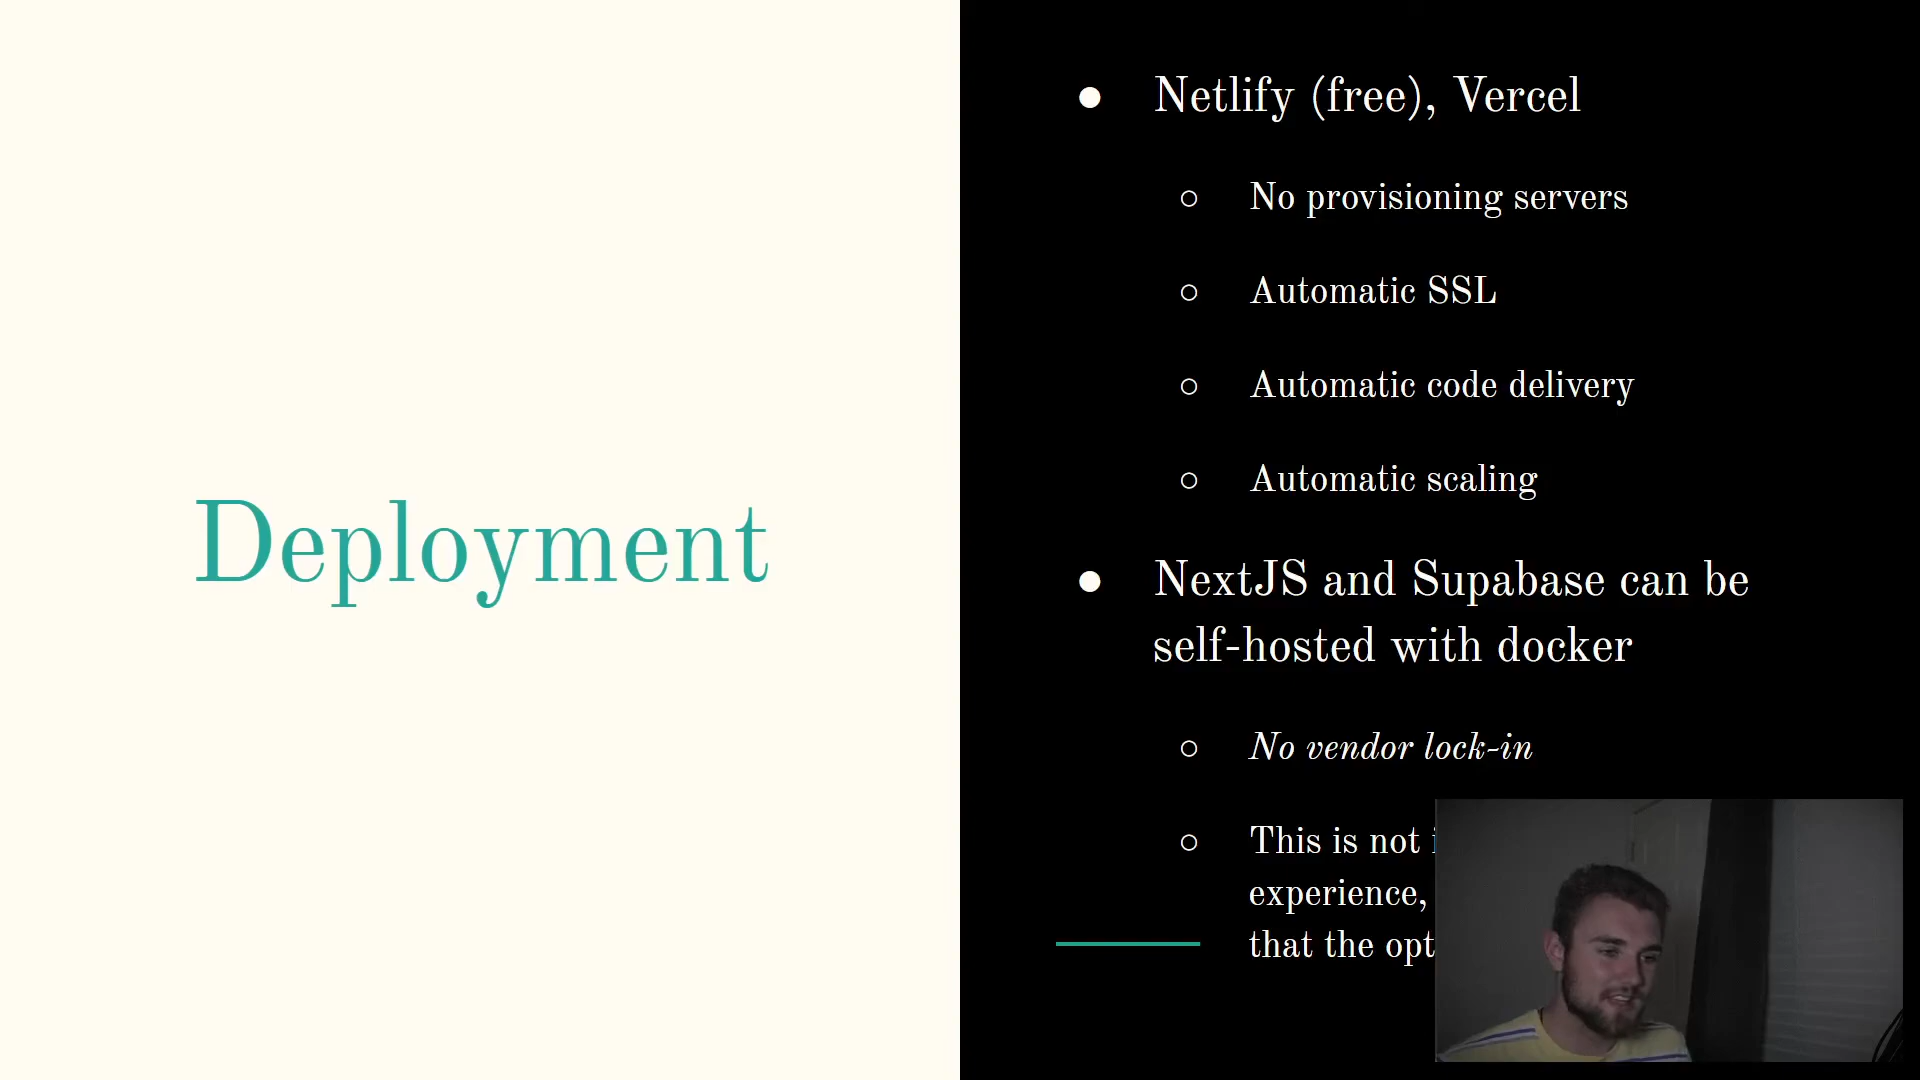 Deployment
● Netlify (free), Vercel
○ No provisioning servers
○ Automatic SSL
○ Automatic code delivery
○ Automatic scaling
● NextJS and Supabase can be
self-hosted with docker
○ No vendor lock-in
○ This is not
experience,
that the